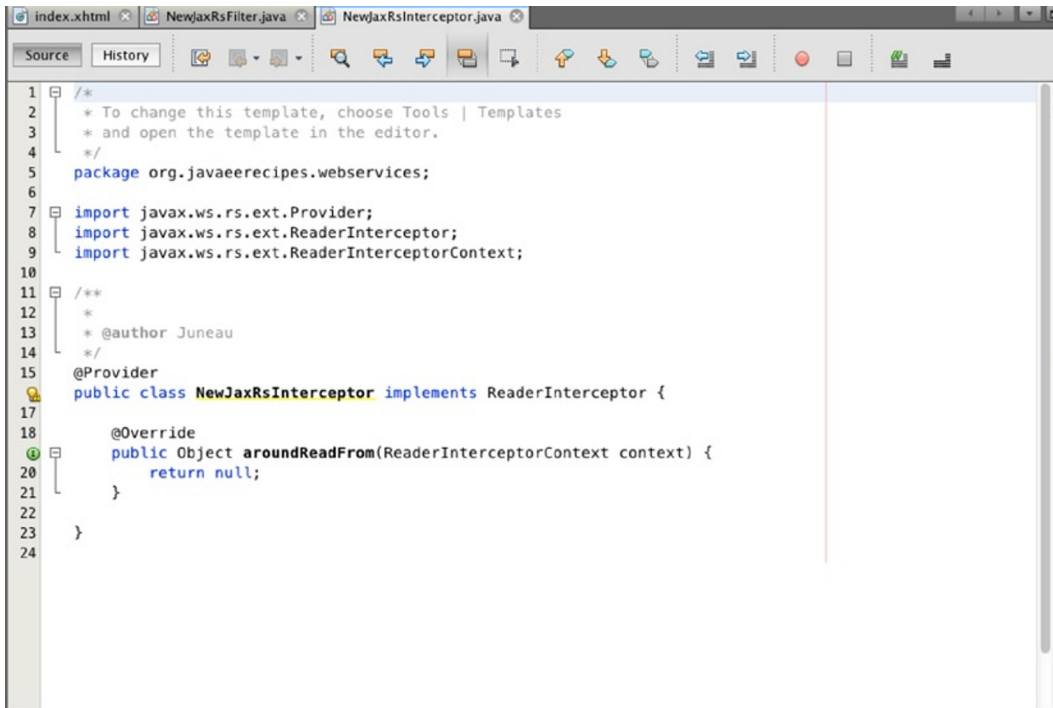 index.xhtml NewJaxRsFilter.java NewJaxRsInterceptor.java
Source History
1 /*
2  * To change this template, choose Tools | Templates
3  * and open the template in the editor.
4  */
5 package org.javaeerecipes.webservices;
6
7 import javax.ws.rs.ext.Provider;
8 import javax.ws.rs.ext.ReaderInterceptor;
9 import javax.ws.rs.ext.ReaderInterceptorContext;
10
11 /**
12  *
13  * @author Juneau
14  */
15 @Provider
public class NewJaxRsInterceptor implements ReaderInterceptor {
17
18     @Override
public Object aroundReadFrom(ReaderInterceptorContext context) {
20         return null;
21     }
22
23 }
24